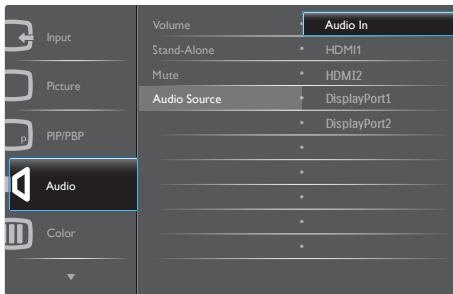 Input
Picture
P
PIP/PBP
Audio
Color
Volume
Stand-Alone
Mute
Audio Source
Audio In
HDMI1
HDMI2
DisplayPort1
DisplayPort2